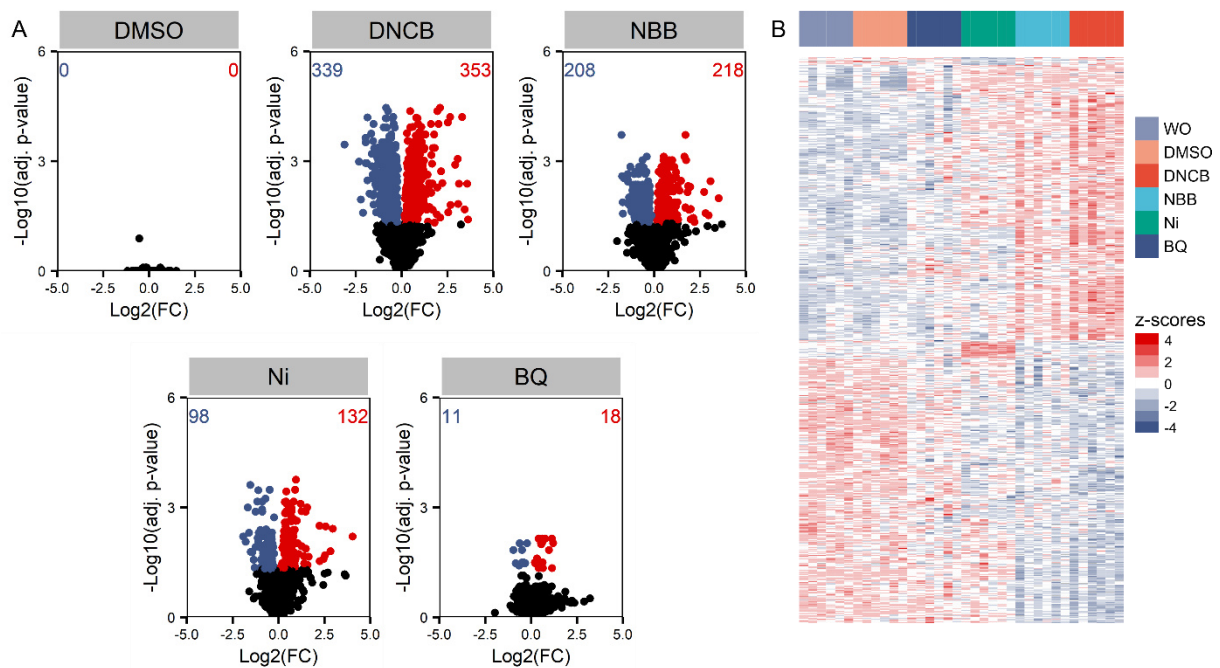 A
DMSO
6
0
0
3
0
-5.0
-2.5
0.0
2.5
5.0
-Log10(adj. p-value)
Log2(FC)
DNCB
6
339
353
3
0
-5.0
-2.5
0.0
2.5
5.0
-Log10(adj. p-value)
Log2(FC)
NBB
6
208
218
3
0
-5.0
-2.5
0.0
2.5
5.0
-Log10(adj. p-value)
Log2(FC)
Ni
6
98
132
3
0
-5.0
-2.5
0.0
2.5
5.0
-Log10(adj. p-value)
Log2(FC)
BQ
6
11
18
3
0
-5.0
-2.5
0.0
2.5
5.0
-Log10(adj. p-value)
Log2(FC)
B
WO
DMSO
DNCB
NBB
Ni
BQ
z-scores
4
2
0
-2
-4